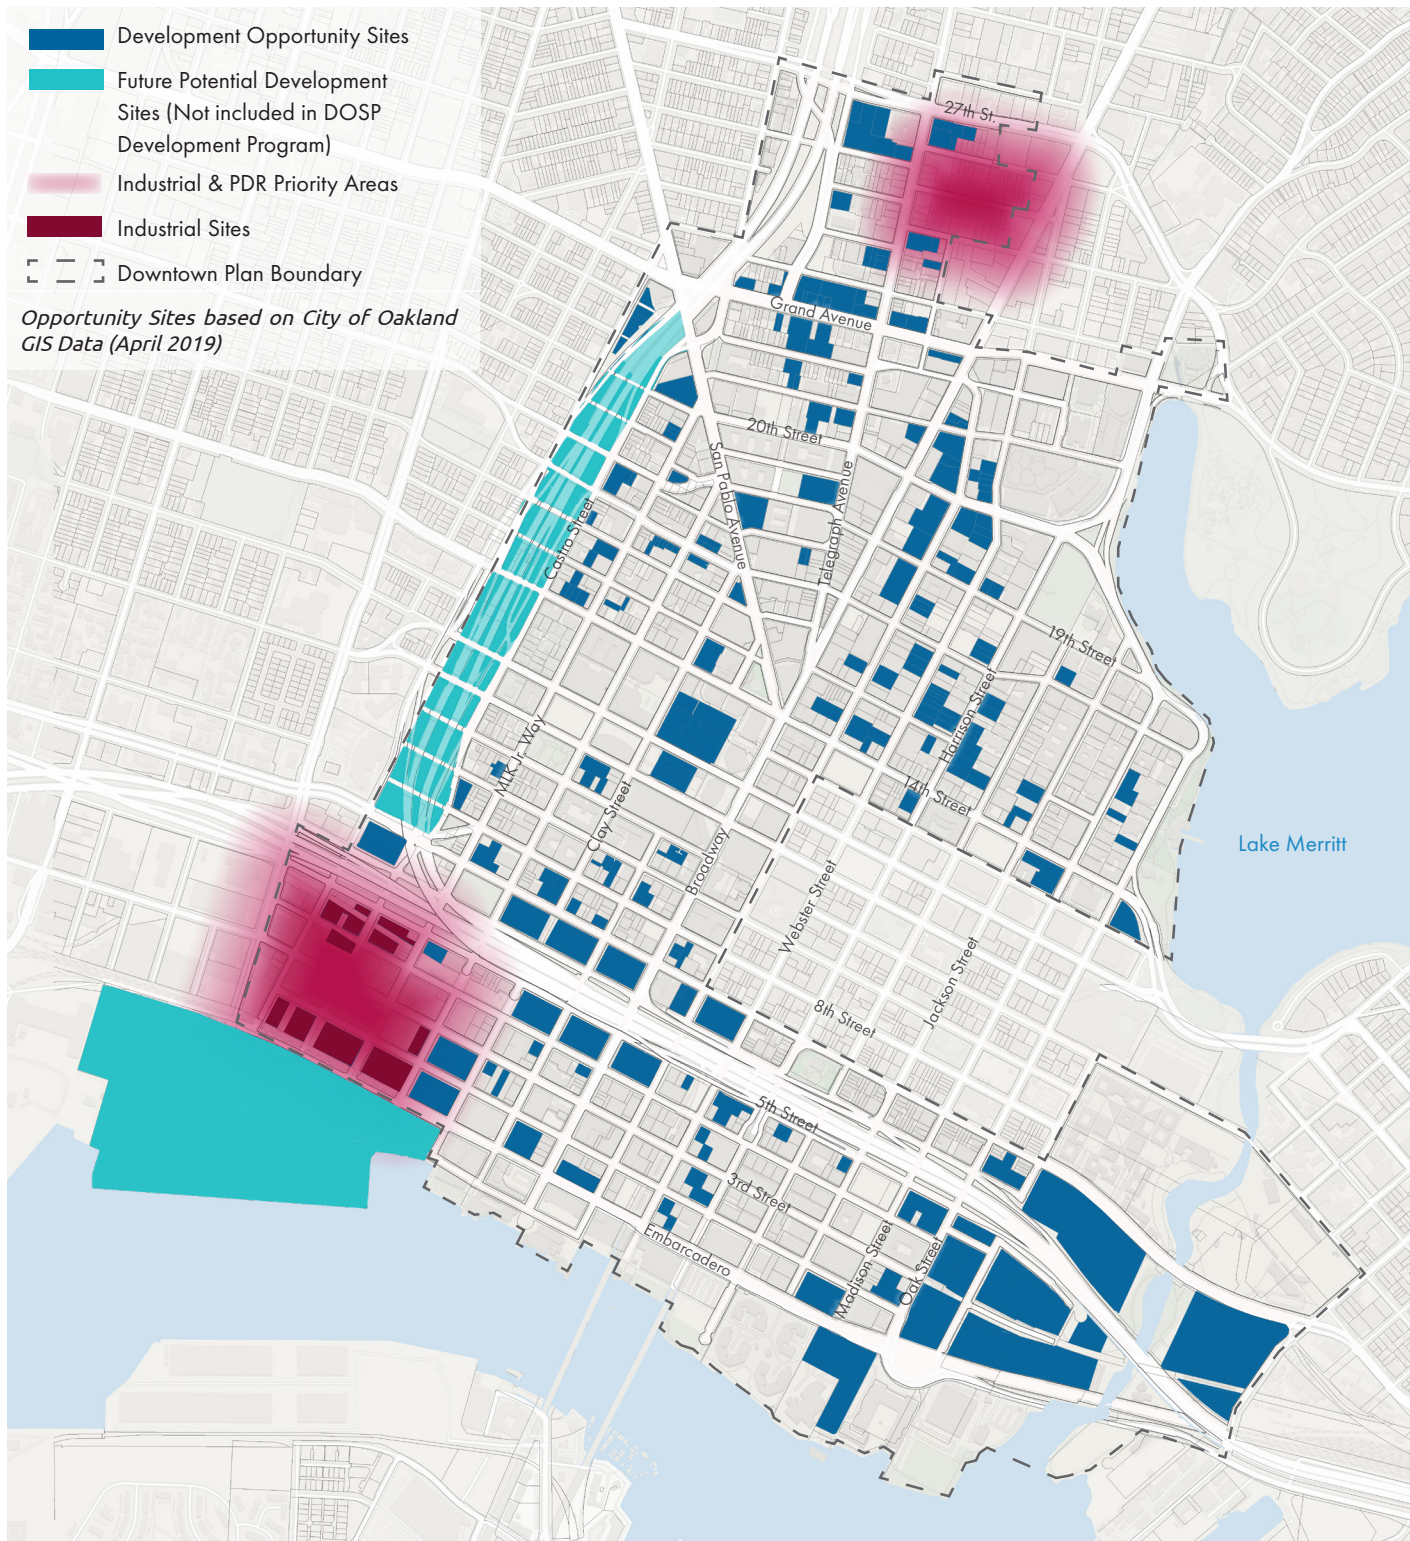 Development Opportunity Sites
Future Potential Development
Sites (Not included in DOSP
Development Program)
Industrial & PDR Priority Areas
Industrial Sites
Downtown Plan Boundary
Opportunity Sites based on City of Oakland
GIS Data (April 2019)
27th St.
Grand Avenue
20th Street
San Pablo Avenue
Telegraph Avenue
Castro Street
19th Street
Harrison Street
MLK Jr. Way
14th Street
Clay Street
Broadway
Webster Street
Lake Merritt
Jackson Street
8th Street
5th Street
3rd Street
Embarcadero
Madison Street
Oak Street